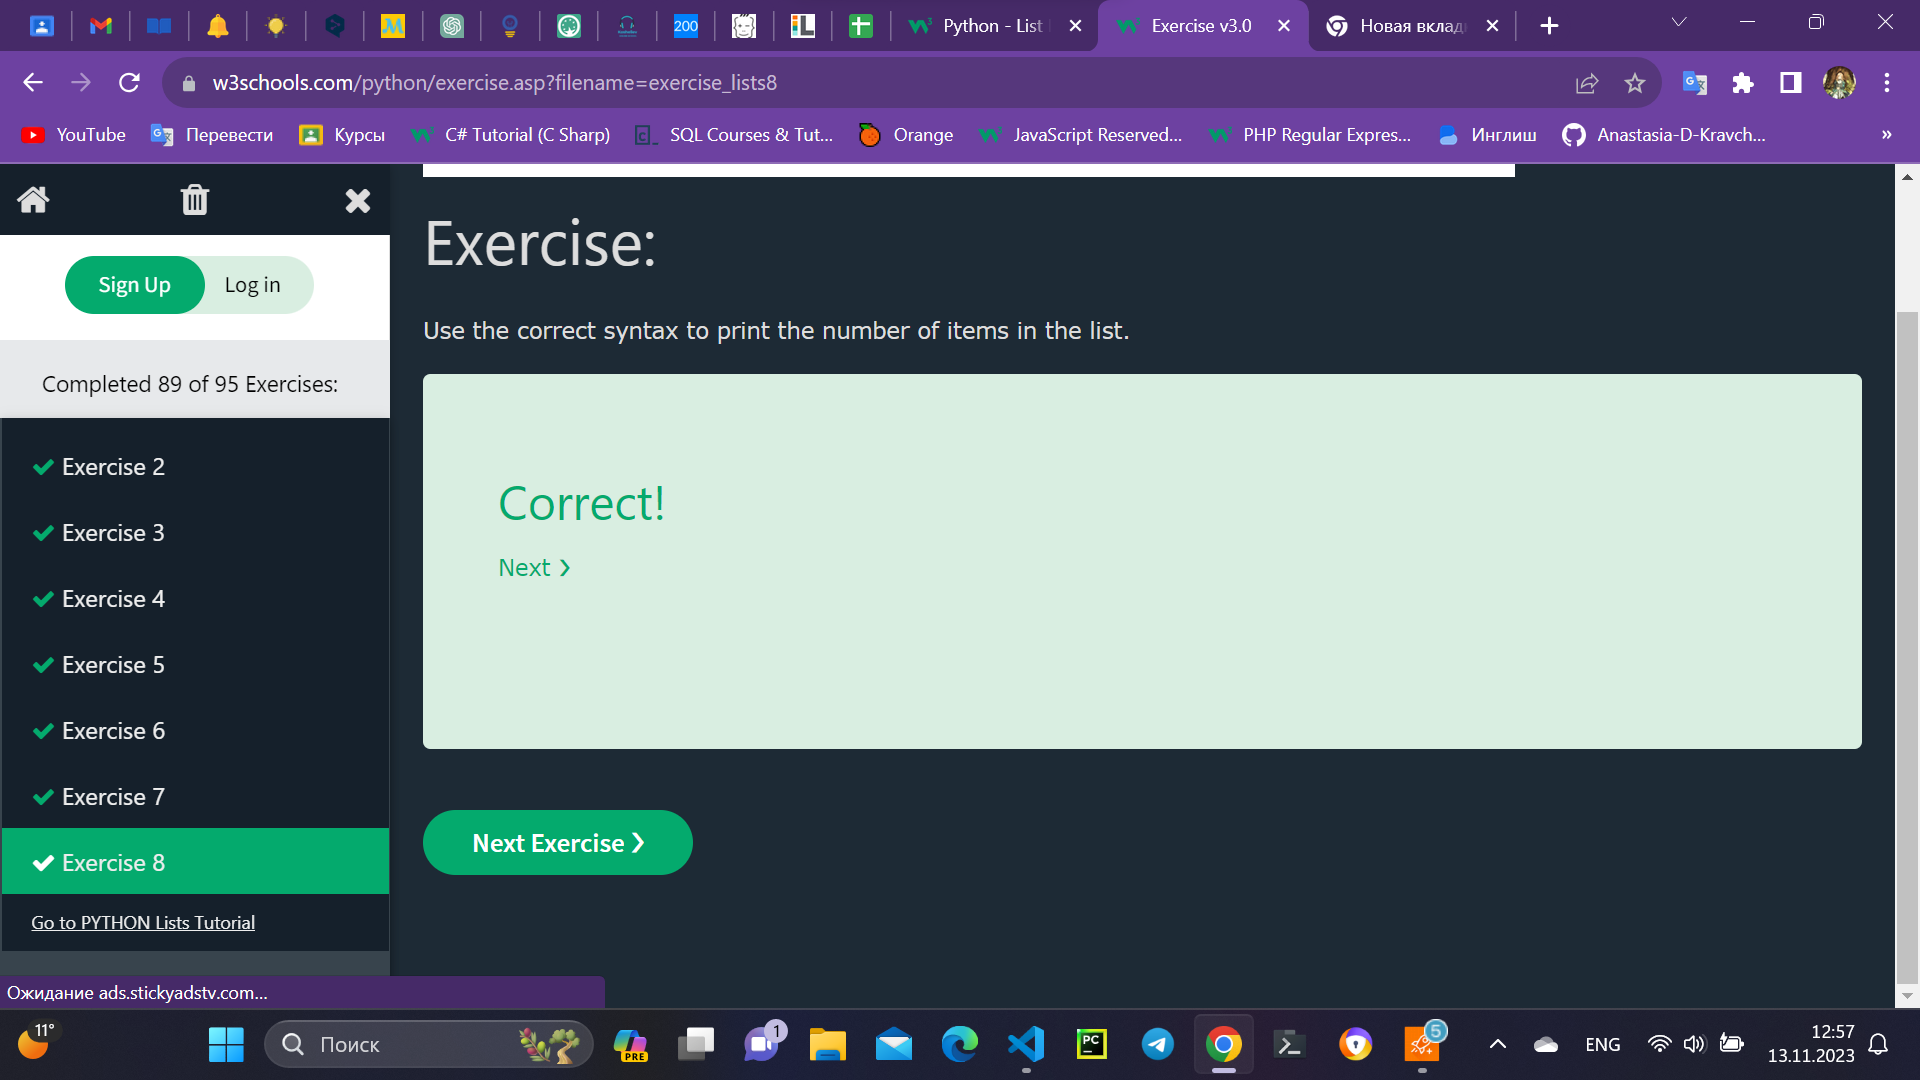 200
Python - List
Exercise v3.0
Новая вклад
w3schools.com/python/exercise.asp?filename=exercise_lists8
YouTube
Перевести
Курсы
C# Tutorial (C Sharp)
SQL Courses & Tut...
Orange
JavaScript Reserved...
PHP Regular Expres...
Инглиш
Anastasia-D-Kravch...
»
Sign Up
Log in
Completed 89 of 95 Exercises:
Exercise 2
Exercise 3
Exercise 4
Exercise 5
Exercise 6
Exercise 7
Exercise 8
Go to PYTHON Lists Tutorial
Exercise:
Use the correct syntax to print the number of items in the list.
Correct!
Next ❯
Next Exercise ❯
Ожидание ads.stickyadstv.com...
11°
Поиск
PRE
1
PC
5
ENG
12:57
13.11.2023